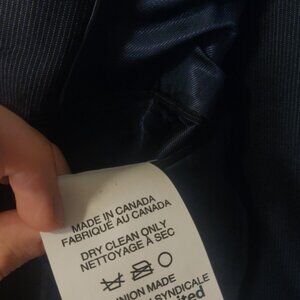 MADE IN CANADA
FABRIQUE AU CANADA
DRY CLEAN ONLY
NETTOYAGE A SEC
UNION MADE
SYNDICALE